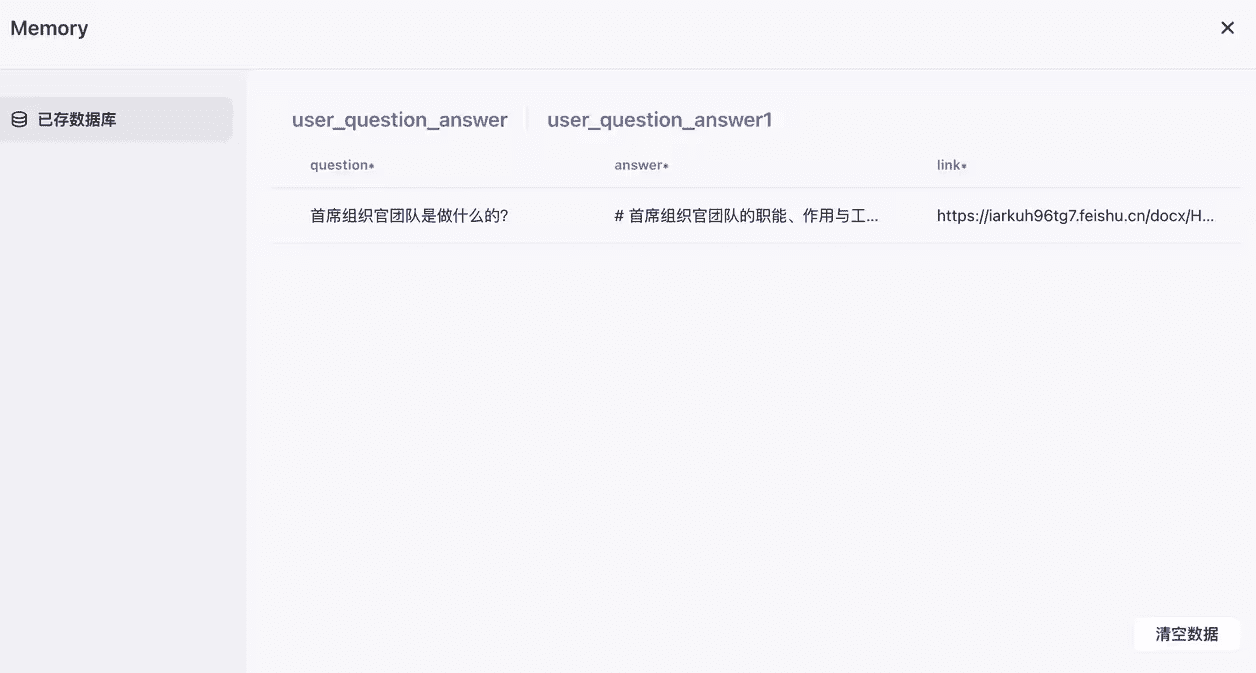 Memory
已存数据库
user_question_answer user_question_answer1
question* answer* link*
首席组织官团队是做什么的? # 首席组织官团队的职能、作用与工... https://iarkuh96tg7.feishu.cn/docx/H...
清空数据